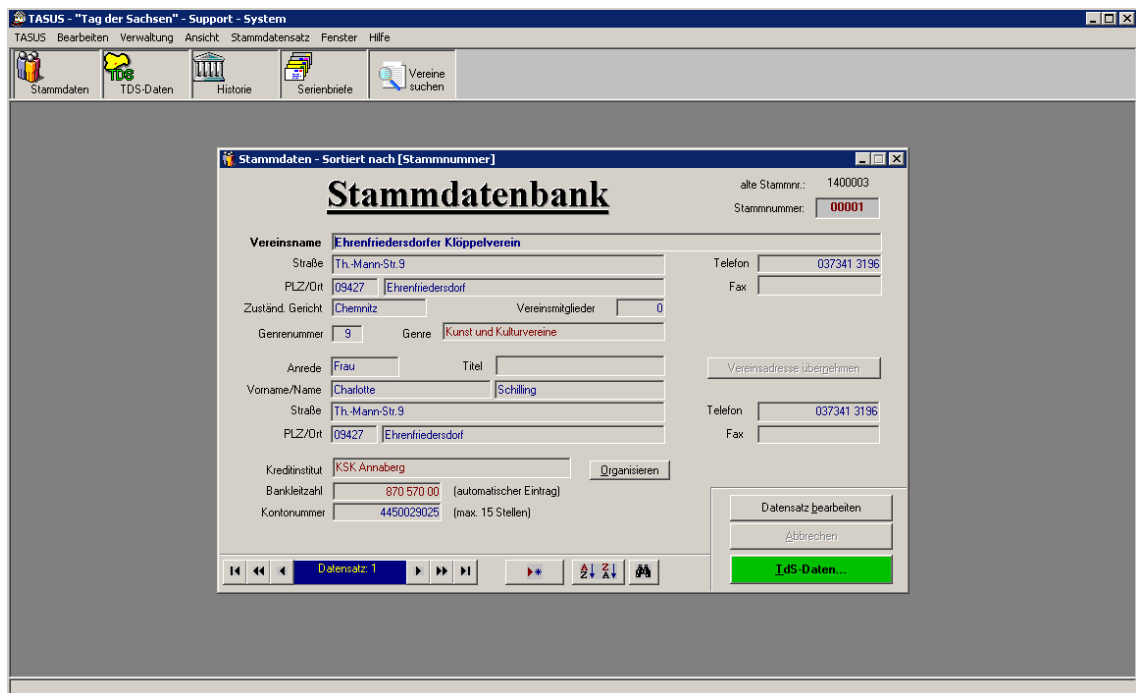 TASUS - "Tag der Sachsen" - Support - System
TASUS Bearbeiten Verwaltung Ansicht Stammdatensatz Fenster Hilfe
Stammdaten TDS TDS-Daten Historie Serienbriefe Vereine suchen
Stammdaten - Sortiert nach [Stammnummer]
Stammdatenbank
alte Stammnr.: 1400003
Stammnummer: 00001
Vereinsname Ehrenfriedersdorfer Klöppelverein
Straße Th.-Mann-Str.9 Telefon 037341 3196
PLZ/Ort 09427 Ehrenfriedersdorf Fax
Zuständ. Gericht Chemnitz Vereinsmitglieder 0
Genrenummer 9 Genre Kunst und Kulturvereine
Anrede Frau Titel Vereinsadresse übernehmen
Vorname/Name Charlotte Schilling
Straße Th.-Mann-Str.9 Telefon 037341 3196
PLZ/Ort 09427 Ehrenfriedersdorf Fax
Kreditinstitut KSK Annaberg Organisieren
Bankleitzahl 870 570 00 (automatischer Eintrag)
Kontonummer 4450029025 (max. 15 Stellen)
Datensatz bearbeiten
Abbrechen
Datensatz: 1 A Z Z A TdS-Daten...